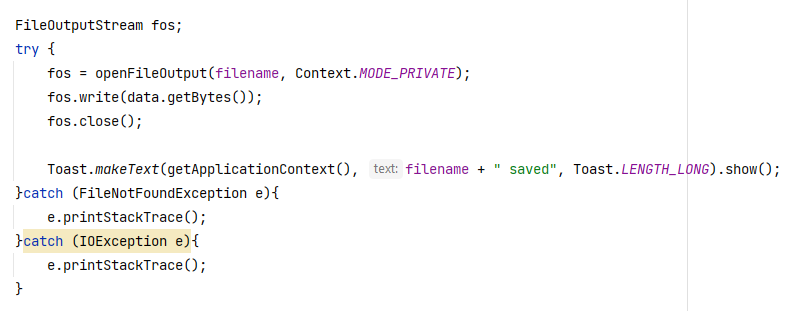 FileOutputStream fos;
try {
    fos = openFileOutput(filename, Context.MODE_PRIVATE);
    fos.write(data.getBytes());
    fos.close();

    Toast.makeText(getApplicationContext(), text: filename + " saved", Toast.LENGTH_LONG).show();
}catch (FileNotFoundException e){
    e.printStackTrace();
}catch (IOException e){
    e.printStackTrace();
}